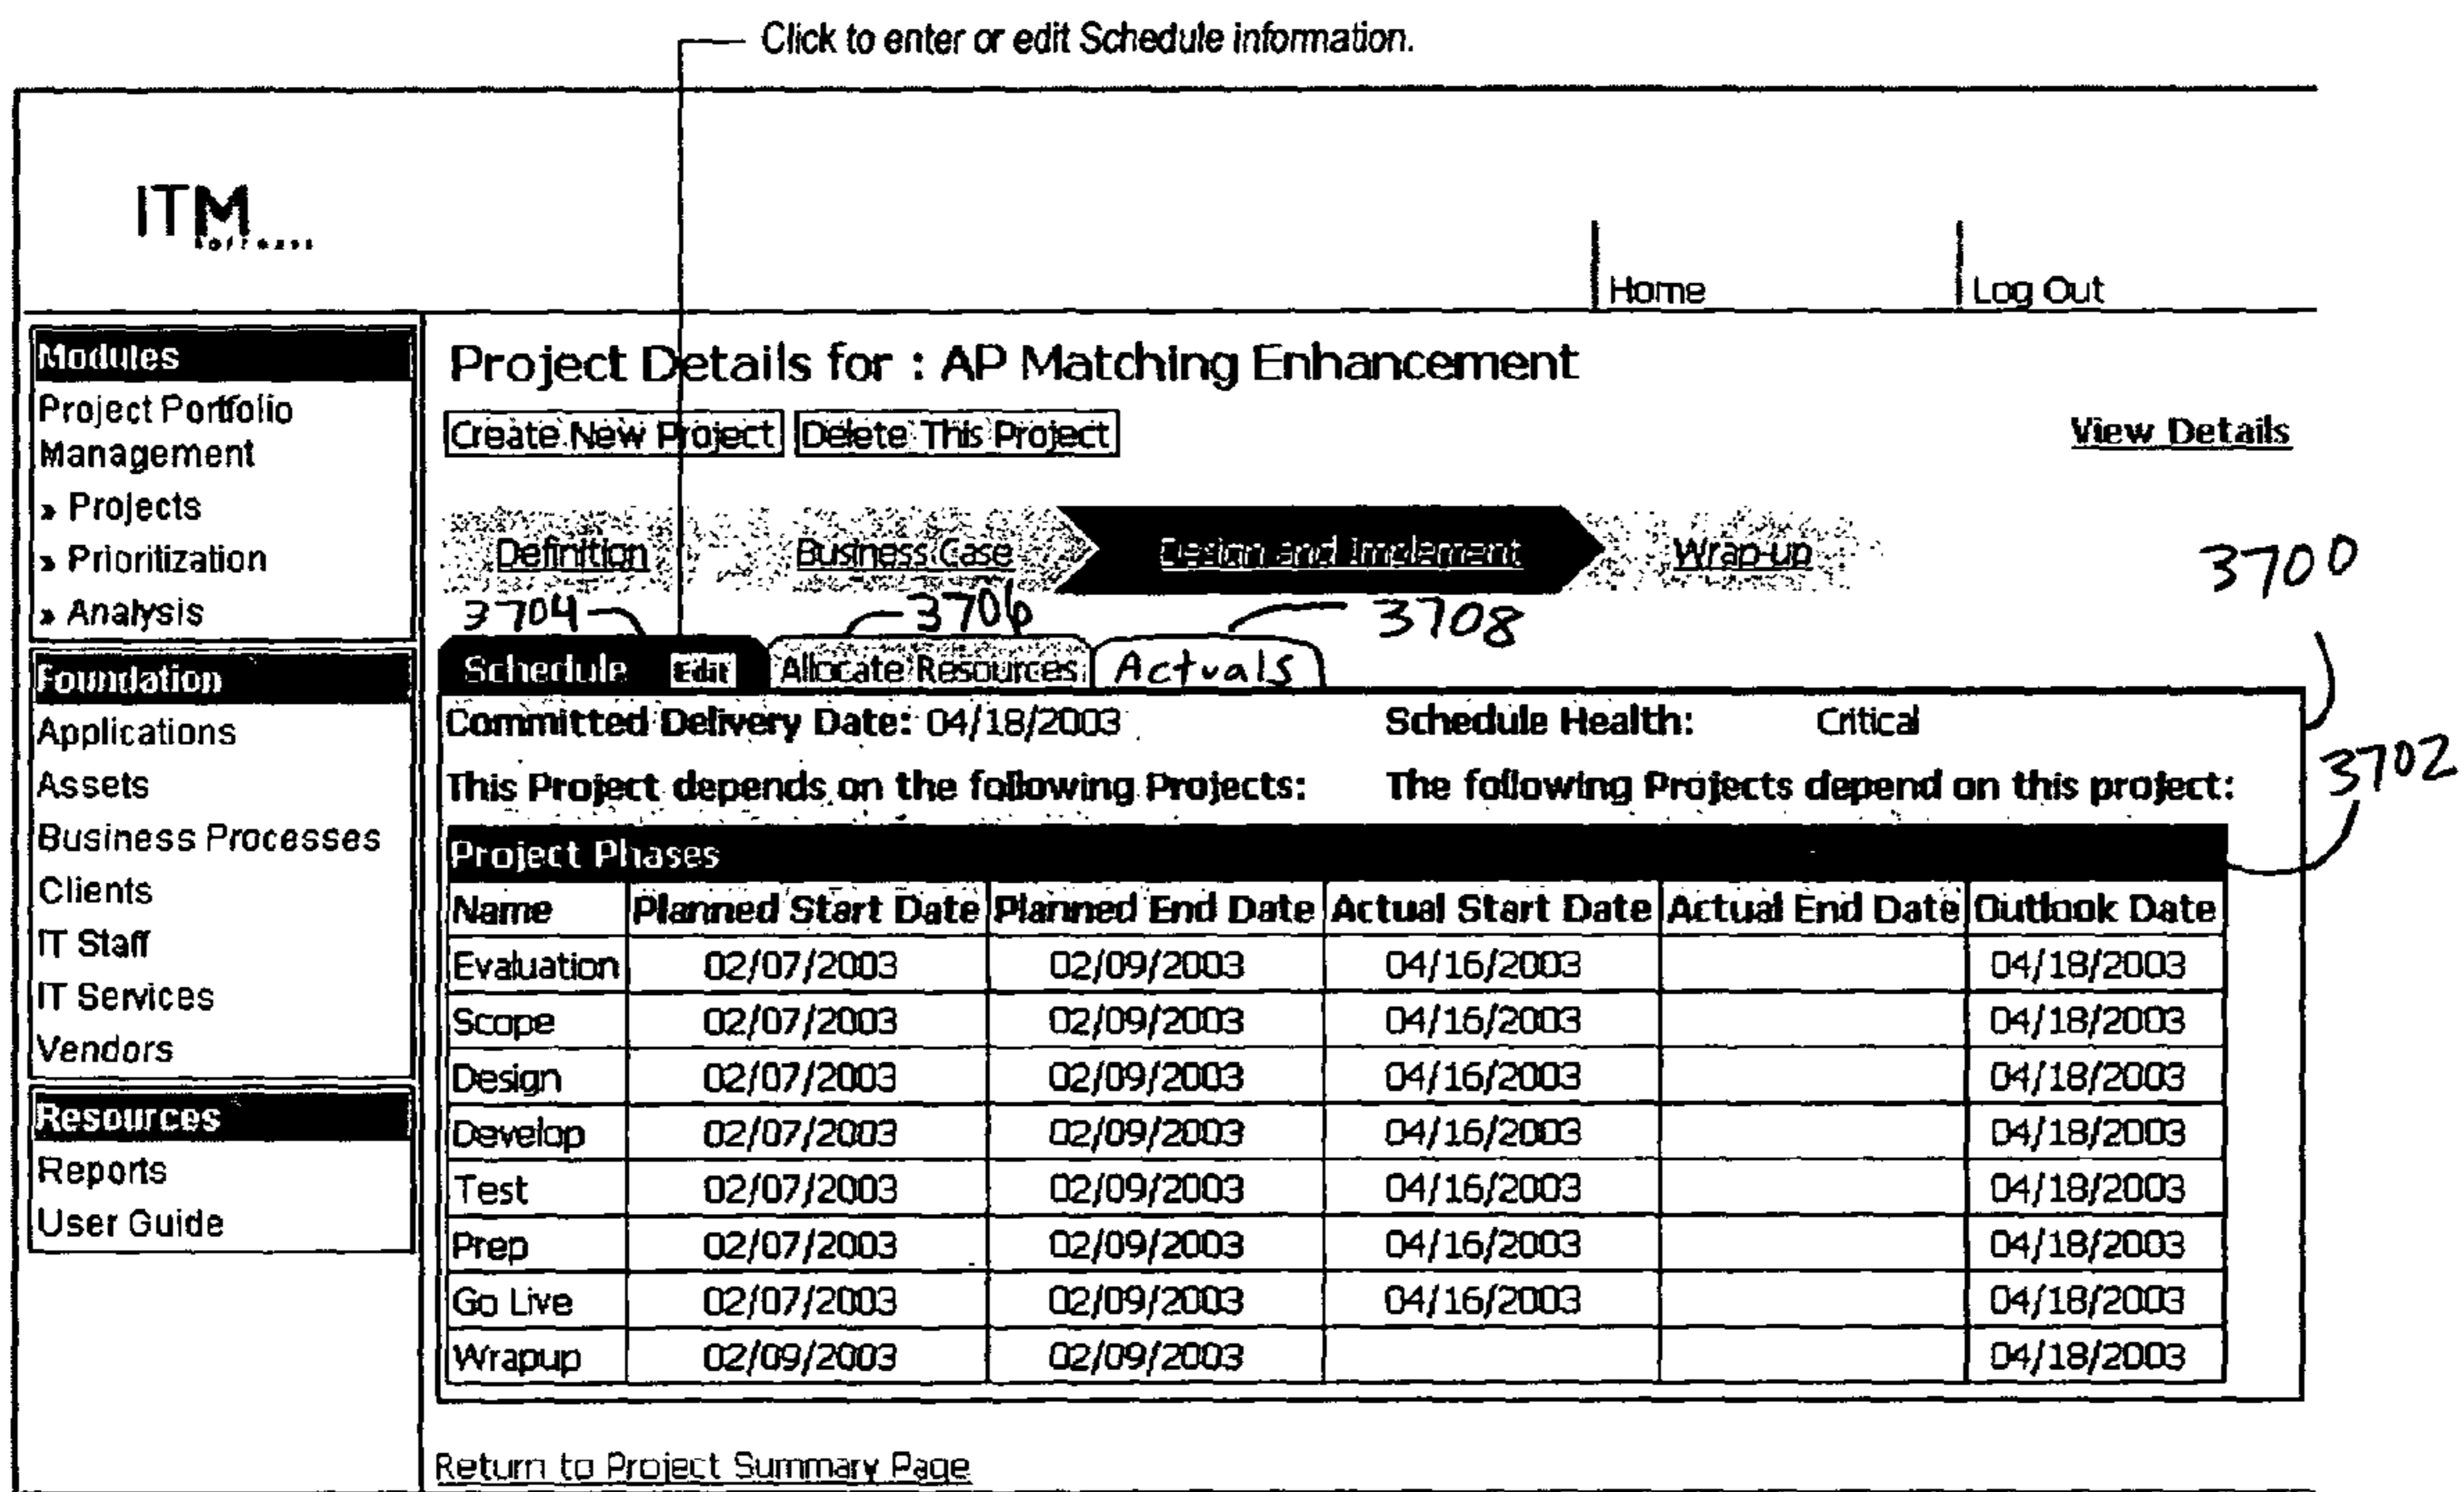 Click to enter or edit Schedule information.
ITM
software
Home
Log Out
Modules
Project Portfolio
Management
» Projects
» Prioritization
» Analysis
Foundation
Applications
Assets
Business Processes
Clients
IT Staff
IT Services
Vendors
Resources
Reports
User Guide
Project Details for : AP Matching Enhancement
Create New Project Delete This Project
View Details
Definition Business Case Design and Implement Wrap-up
3700
3704 3706 3708
Schedule Edit Allocate Resources Actuals
Committed Delivery Date: 04/18/2003 Schedule Health: Critical
3702
This Project depends on the following Projects: The following Projects depend on this project:
Project Phases
Name Planned Start Date Planned End Date Actual Start Date Actual End Date Outlook Date
Evaluation 02/07/2003 02/09/2003 04/16/2003 04/18/2003
Scope 02/07/2003 02/09/2003 04/16/2003 04/18/2003
Design 02/07/2003 02/09/2003 04/16/2003 04/18/2003
Develop 02/07/2003 02/09/2003 04/16/2003 04/18/2003
Test 02/07/2003 02/09/2003 04/16/2003 04/18/2003
Prep 02/07/2003 02/09/2003 04/16/2003 04/18/2003
Go Live 02/07/2003 02/09/2003 04/16/2003 04/18/2003
Wrapup 02/09/2003 02/09/2003 04/18/2003
Return to Project Summary Page